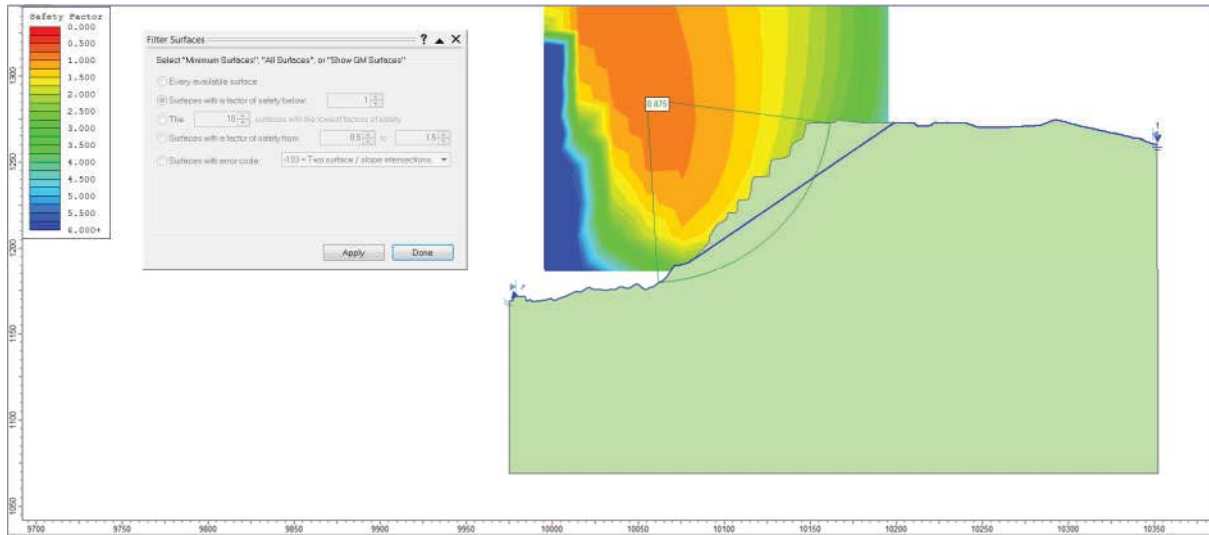 Safety Factor
0.000
0.500
1.000
1.500
2.000
2.500
3.000
3.500
4.000
4.500
5.000
5.500
6.000+
Filter Surfaces
? ▲ X
Select "Minimum Surfaces", "All Surfaces", or "Show GM Surfaces"
Every available surface
Surfaces with a factor of safety below: 1
The 10 surfaces with the lowest factors of safety
Surfaces with a factor of safety from 0.5 to 1.5
Surfaces with error code: -103 = Two surface / slope intersections.
Apply Done
0.875
1300
1250
1200
1150
1100
1050
9700 9750 9800 9850 9900 9950 10000 10050 10100 10150 10200 10250 10300 10350